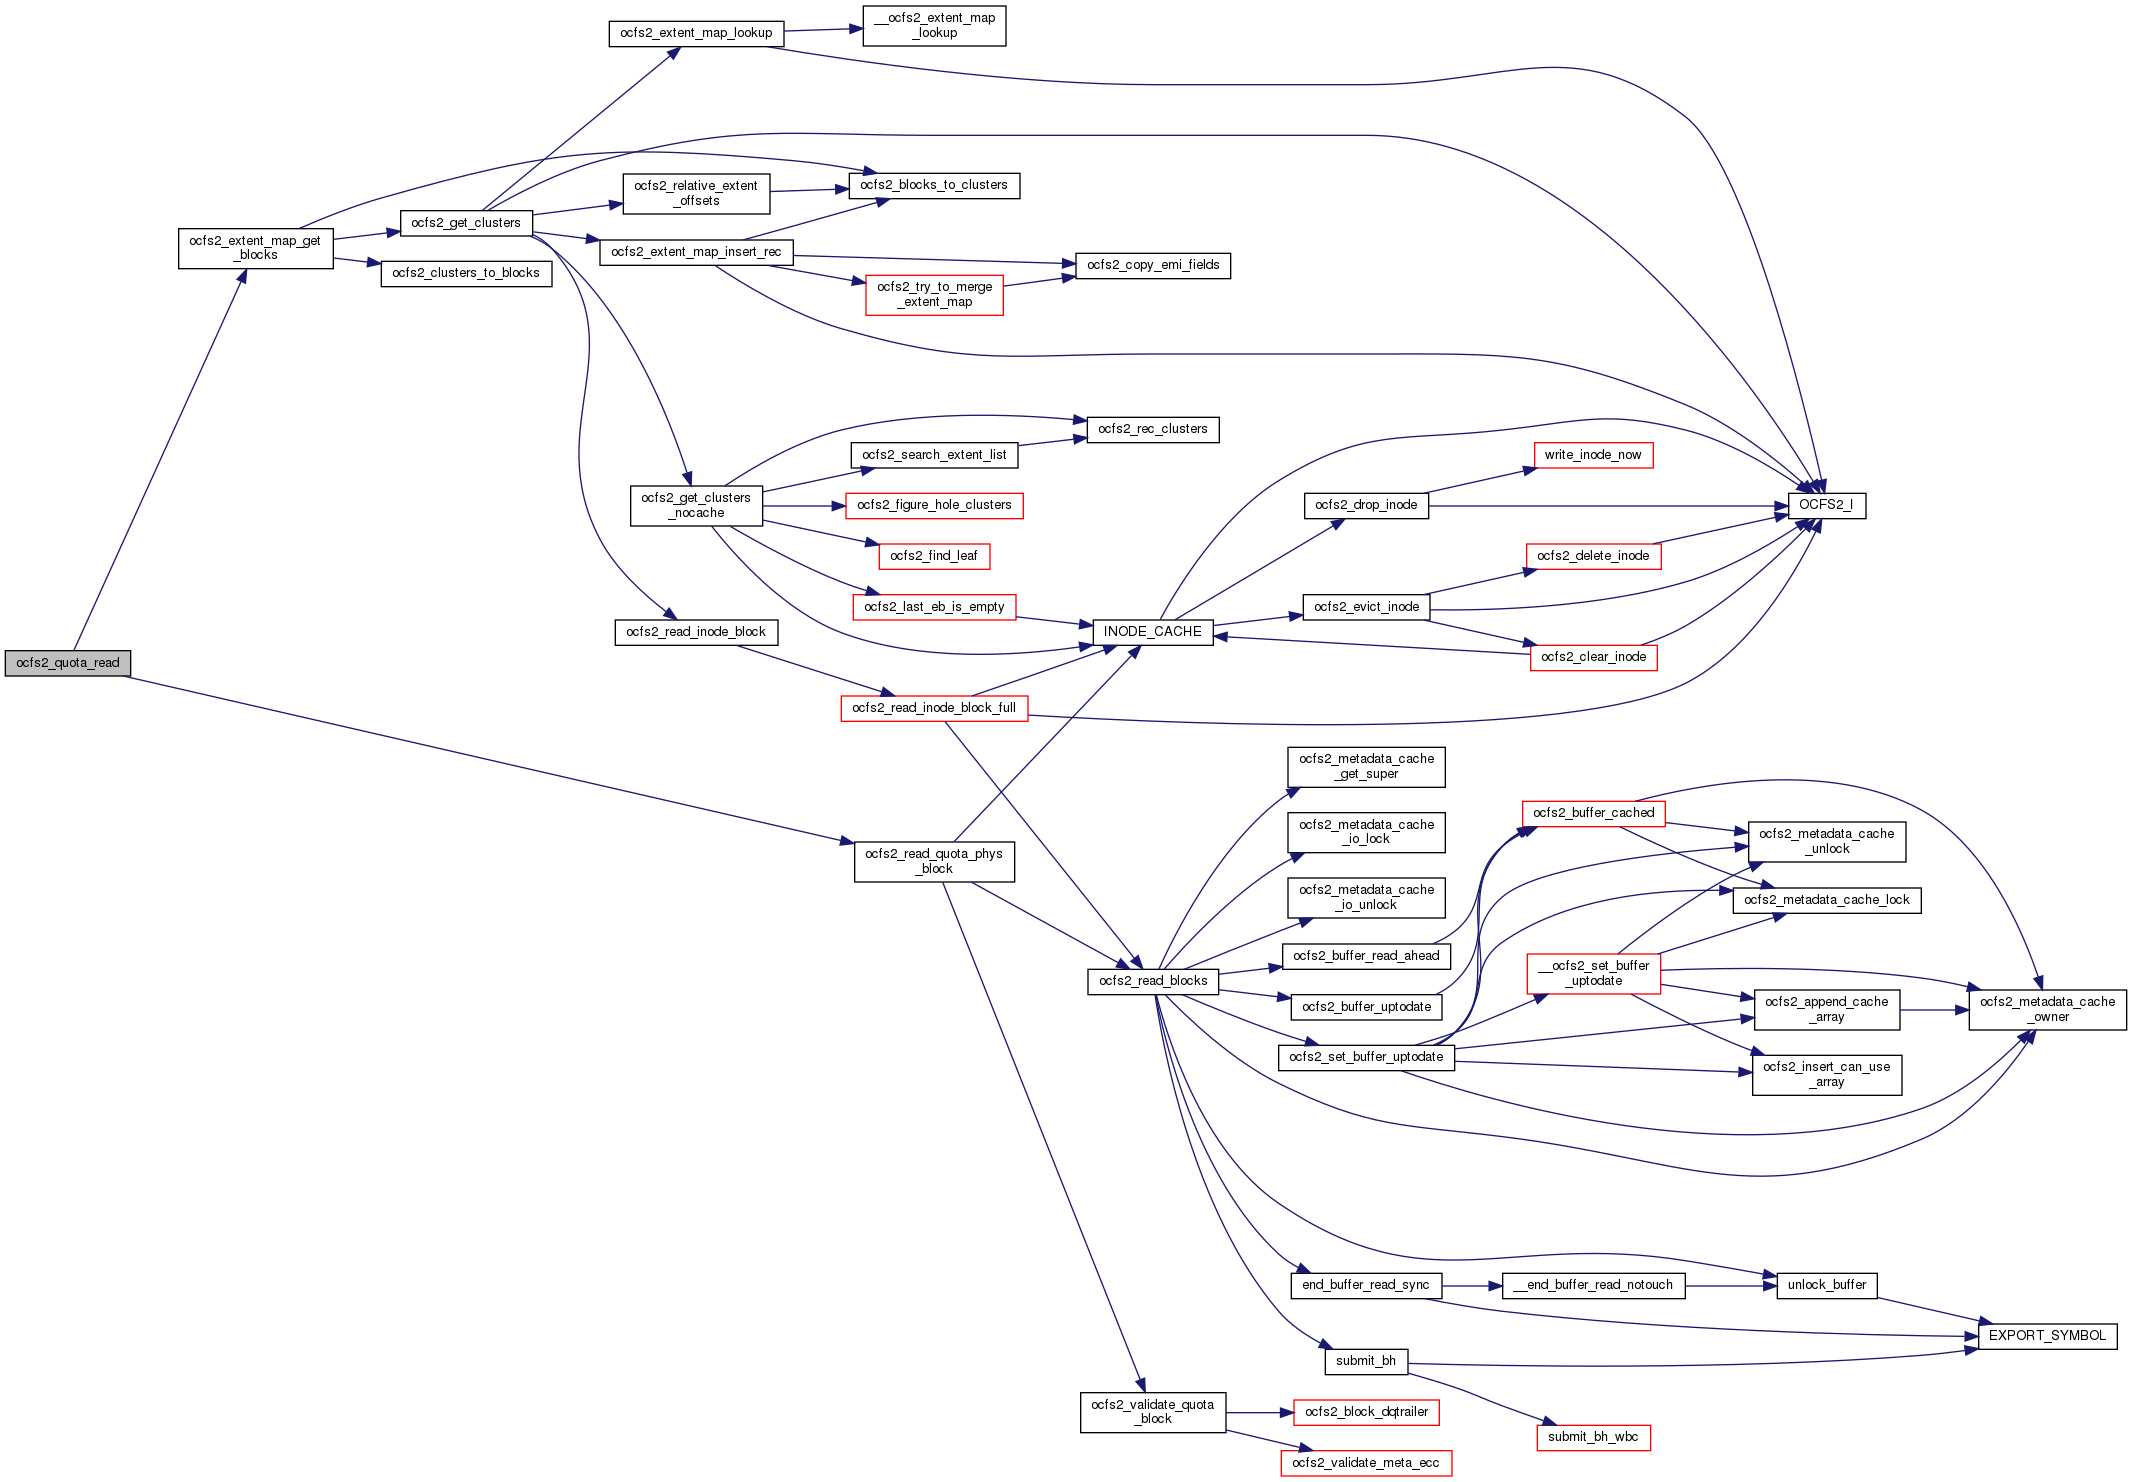 ocfs2_quota_read
ocfs2_extent_map_get
_blocks
ocfs2_get_clusters
ocfs2_clusters_to_blocks
ocfs2_extent_map_lookup
__ocfs2_extent_map
_lookup
ocfs2_relative_extent
_offsets
ocfs2_blocks_to_clusters
ocfs2_extent_map_insert_rec
ocfs2_try_to_merge
_extent_map
ocfs2_copy_emi_fields
ocfs2_get_clusters
_nocache
ocfs2_search_extent_list
ocfs2_rec_clusters
ocfs2_figure_hole_clusters
ocfs2_find_leaf
ocfs2_last_eb_is_empty
ocfs2_read_inode_block
ocfs2_read_inode_block_full
INODE_CACHE
ocfs2_drop_inode
write_inode_now
OCFS2_I
ocfs2_evict_inode
ocfs2_delete_inode
ocfs2_clear_inode
ocfs2_read_quota_phys
_block
ocfs2_read_blocks
ocfs2_metadata_cache
_get_super
ocfs2_metadata_cache
_io_lock
ocfs2_metadata_cache
_io_unlock
ocfs2_buffer_read_ahead
ocfs2_buffer_uptodate
ocfs2_set_buffer_uptodate
ocfs2_buffer_cached
ocfs2_metadata_cache
_unlock
ocfs2_metadata_cache_lock
__ocfs2_set_buffer
_uptodate
ocfs2_append_cache
_array
ocfs2_insert_can_use
_array
ocfs2_metadata_cache
_owner
end_buffer_read_sync
__end_buffer_read_notouch
unlock_buffer
EXPORT_SYMBOL
submit_bh
submit_bh_wbc
ocfs2_validate_quota
_block
ocfs2_block_dqtrailer
ocfs2_validate_meta_ecc